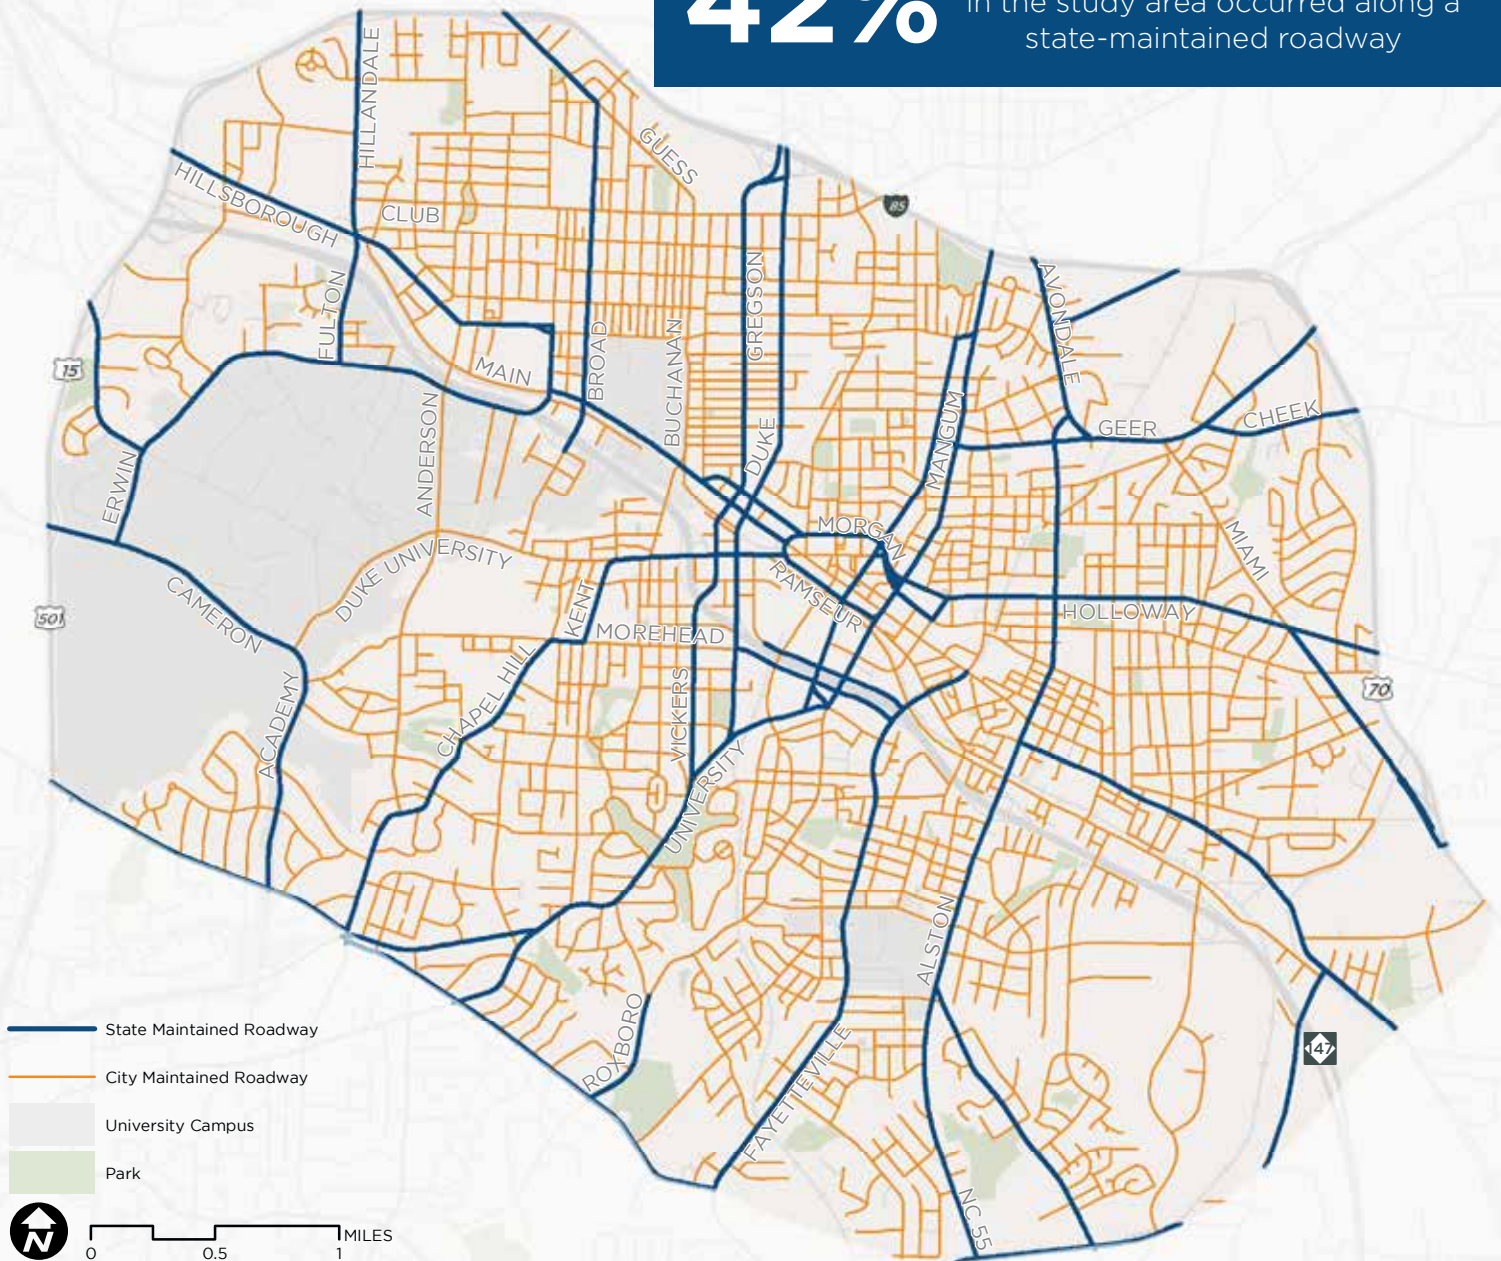 42%
in the study area occurred along a
state-maintained roadway
HILLANDALE
GUESS
HILLSBOROUGH
CLUB
85
AVONDALE
FULTON
GREGSON
15
MAIN
BROAD
BUCHANAN
ANDERSON
DUKE
MANGUM
GEER
CHEEK
ERWIN
MORGAN
MIAMI
DUKE UNIVERSITY
CAMERON
KENT
RAMSEUR
HOLLOWAY
501
MOREHEAD
CHAPEL HILL
VICKERS
70
ACADEMY
UNIVERSITY
ALSTON
ROXBORO
FAYETTEVILLE
147
NC 55
State Maintained Roadway
City Maintained Roadway
University Campus
Park
N
MILES
0
0.5
1